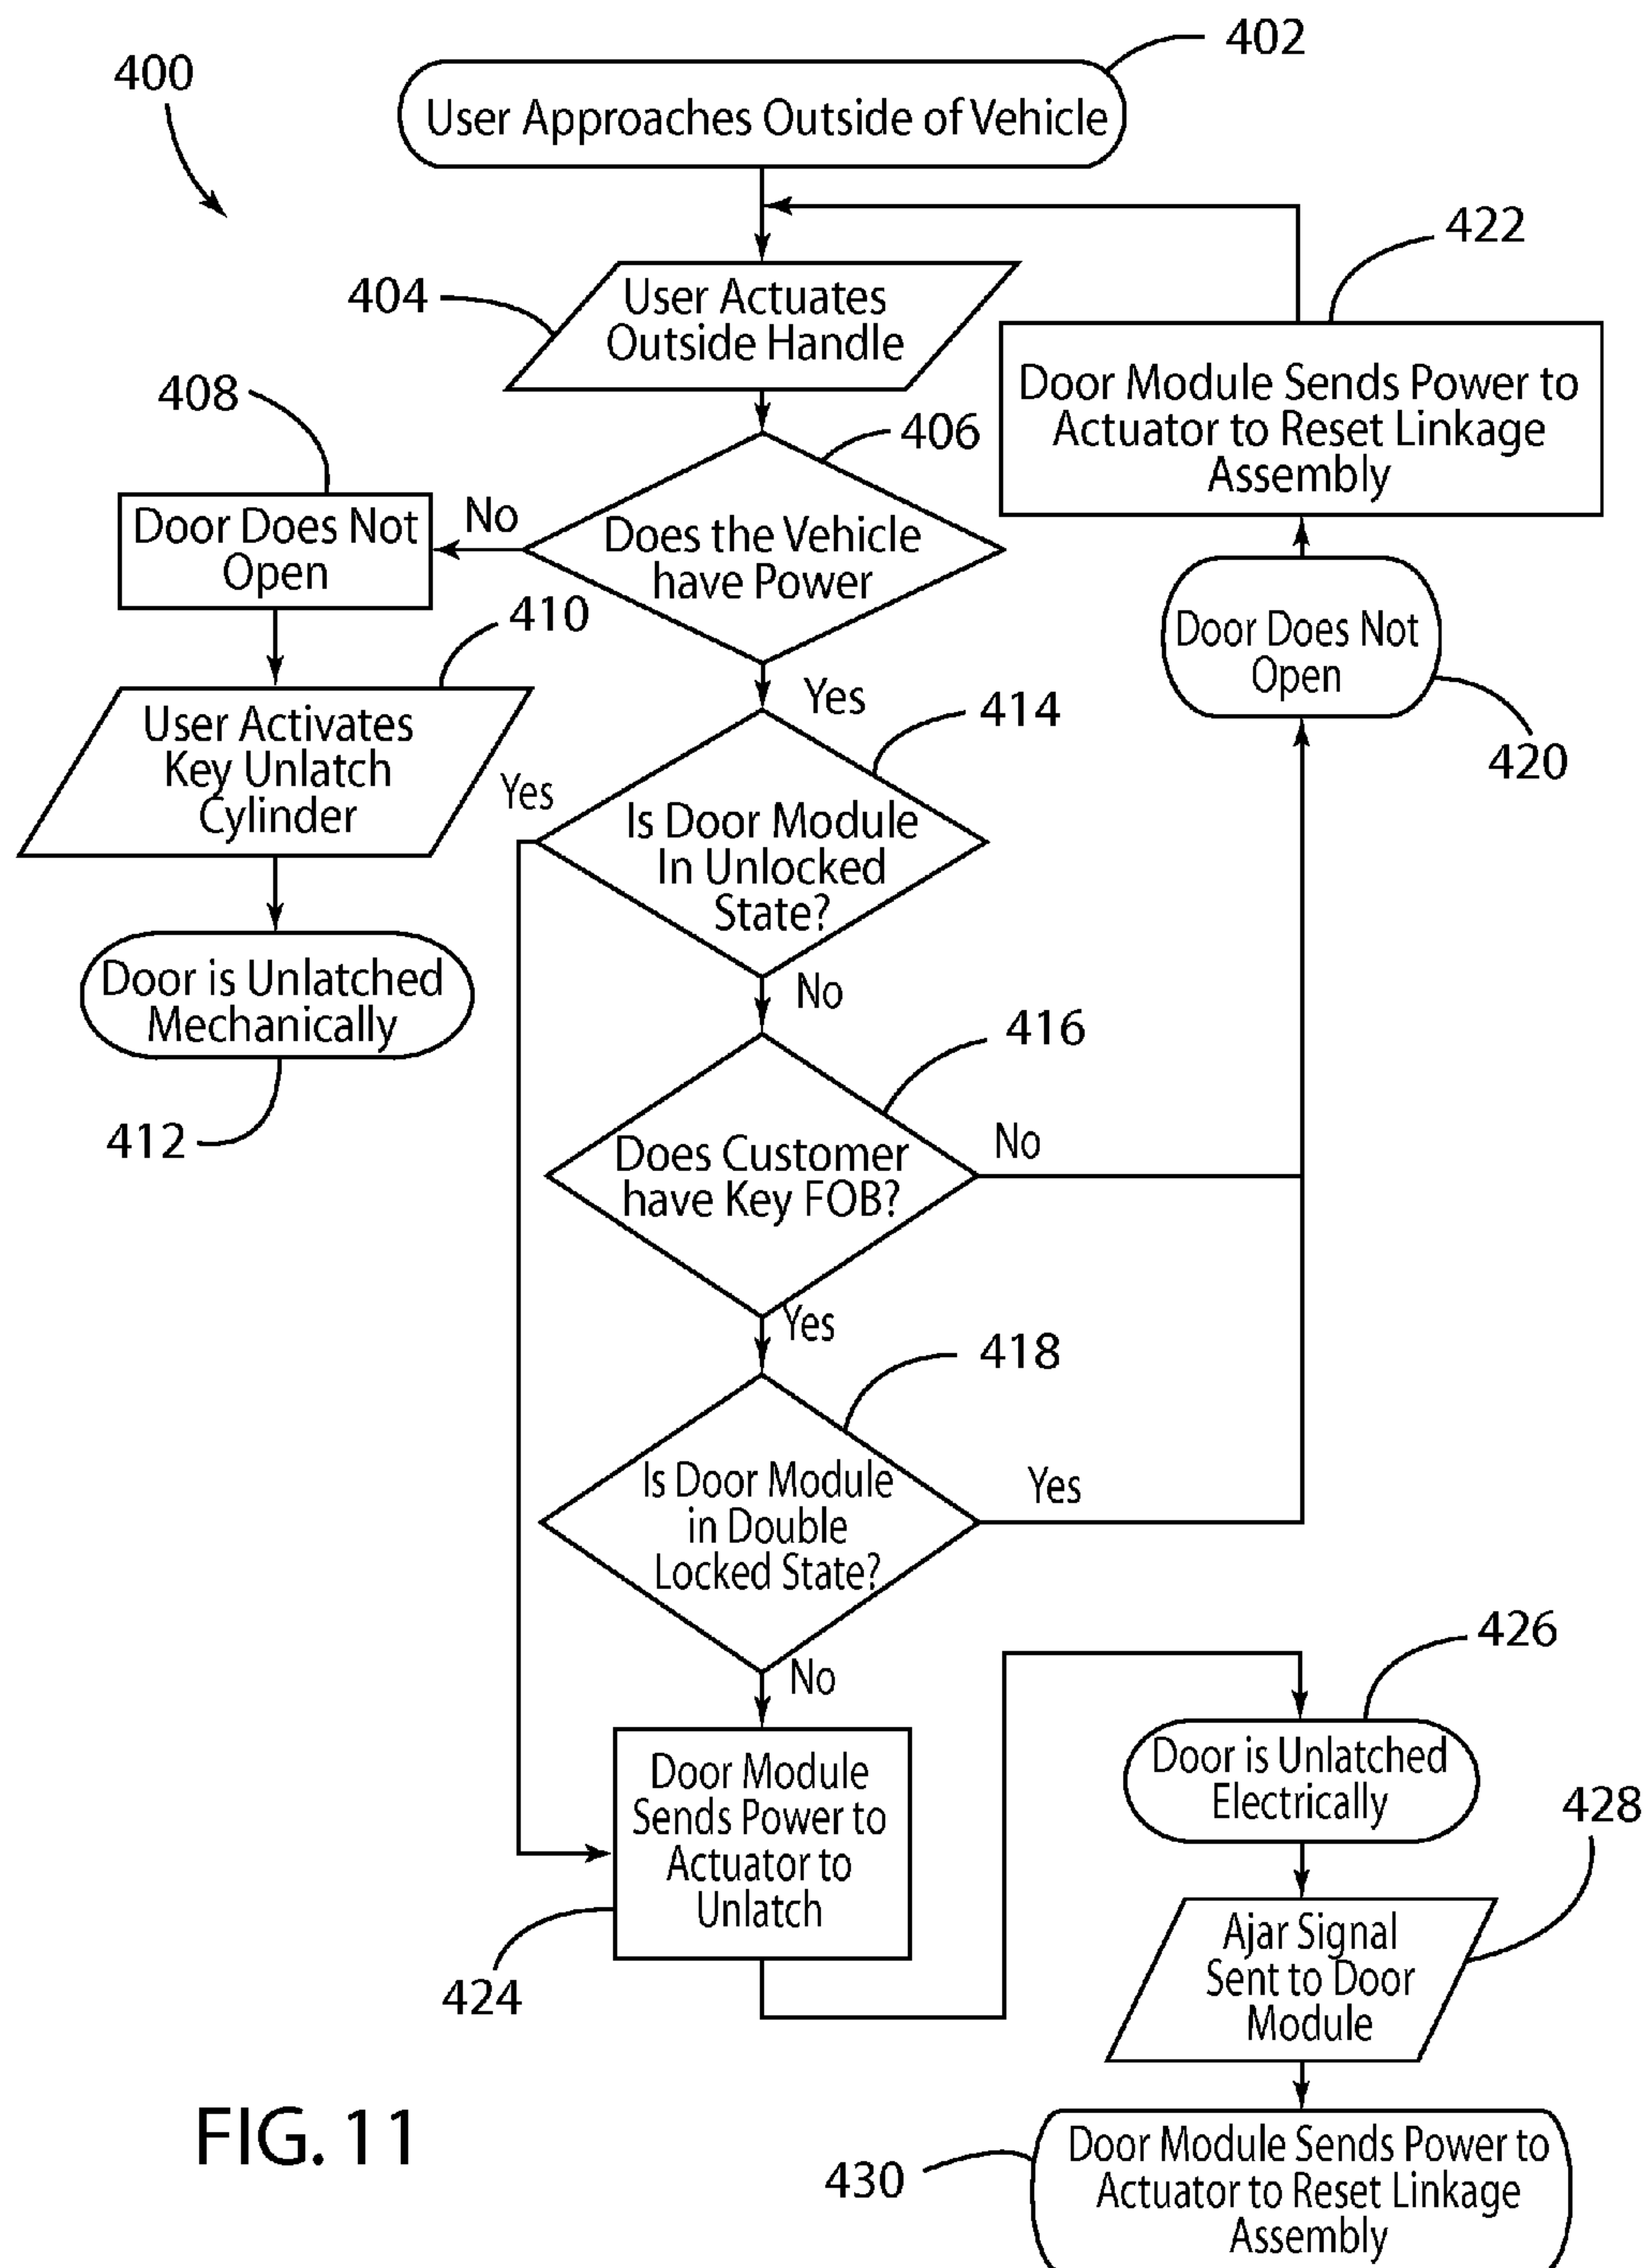 402
400
User Approaches Outside of Vehicle
422
404
User Actuates
Outside Handle
408
406
Door Module Sends Power to
Actuator to Reset Linkage
Assembly
Door Does Not
Open
No
Does the Vehicle
have Power
410
Door Does Not
Open
Yes
414
420
User Activates
Key Unlatch
Cylinder
Yes
Is Door Module
In Unlocked
State?
No
Door is Unlatched
Mechanically
416
412
Does Customer
have Key FOB?
No
Yes
418
Is Door Module
in Double
Locked State?
Yes
No
426
Door Module
Sends Power to
Actuator to
Unlatch
Door is Unlatched
Electrically
428
424
Ajar Signal
Sent to Door
Module
FIG. 11
430
Door Module Sends Power to
Actuator to Reset Linkage
Assembly